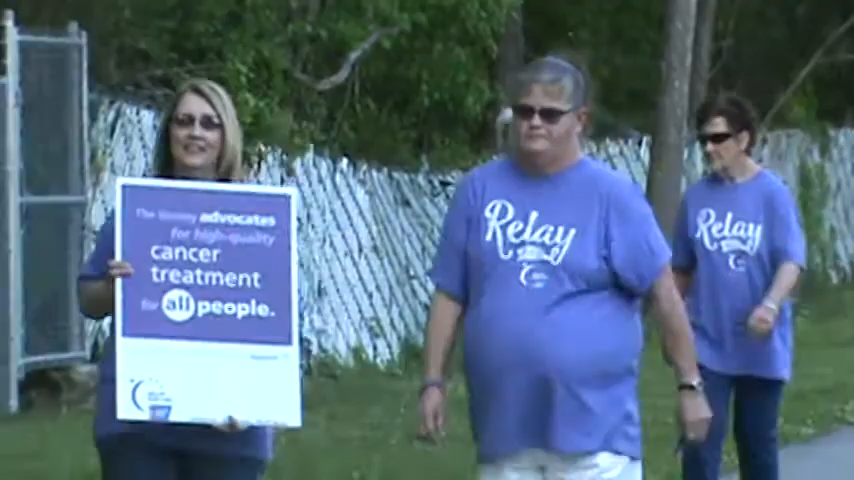 advocates
for high-quality
cancer
treatment
for all people.
Relay
Relay